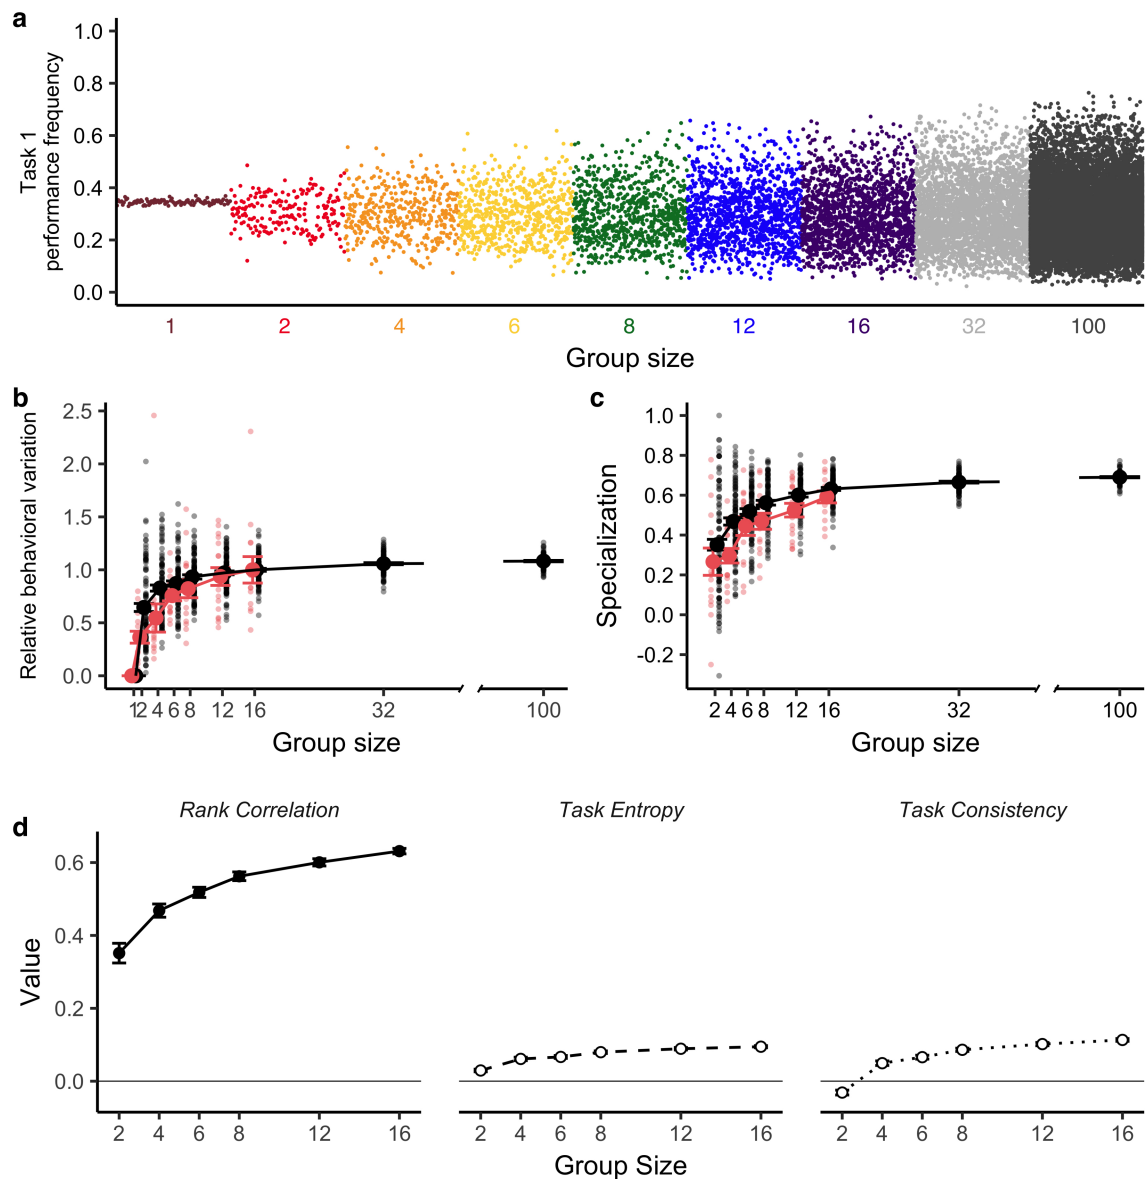 a
Task 1
performance frequency
1.0
0.8
0.6
0.4
0.2
0.0
1 2 4 6 8 12 16 32 100
Group size
b
Relative behavioral variation
2.5
2.0
1.5
1.0
0.5
0.0
1 2 4 6 8 12 16 32 100
Group size
c
Specialization
1.0
0.8
0.6
0.4
0.2
0.0
-0.2
2 4 6 8 12 16 32 100
Group size
d
Rank Correlation Task Entropy Task Consistency
Value
0.6
0.4
0.2
0.0
2 4 6 8 12 16 2 4 6 8 12 16 2 4 6 8 12 16
Group Size